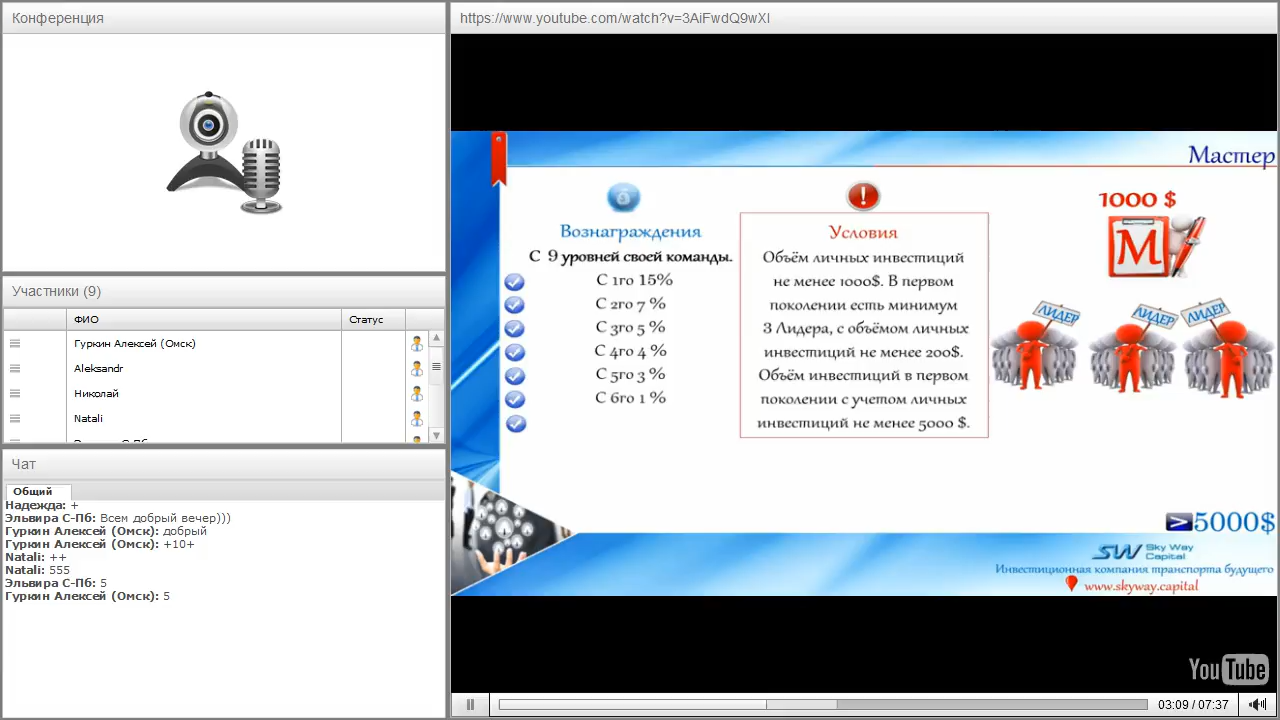 Конференция
https://www.youtube.com/watch?v=3AiFwdQ9wXI
Участники (9)
ФИО Статус
Гуркин Алексей (Омск)
Aleksandr
Николай
Natali
Чат
Общий
Надежда: +
Эльвира С-Пб: Всем добрый вечер)))
Гуркин Алексей (Омск): добрый
Гуркин Алексей (Омск): +10+
Natali: ++
Natali: 555
Эльвира С-Пб: 5
Гуркин Алексей (Омск): 5
Мастер
Вознаграждения
С 9 уровней своей команды.
С 1го 15%
С 2го 7 %
С 3го 5 %
С 4го 4 %
С 5го 3 %
С 6го 1 %
!
Условия
Объём личных инвестиций
не менее 1000$. В первом
поколении есть минимум
3 Лидера, с объёмом личных
инвестиций не менее 200$.
Объём инвестиций в первом
поколении с учетом личных
инвестиций не менее 5000 $.
1000 $
М
ЛИДЕР
ЛИДЕР
ЛИДЕР
>5000$
SW Sky Way
Capital
Инвестиционная компания транспорта будущего
www.skyway.capital
YouTube
03:09 / 07:37